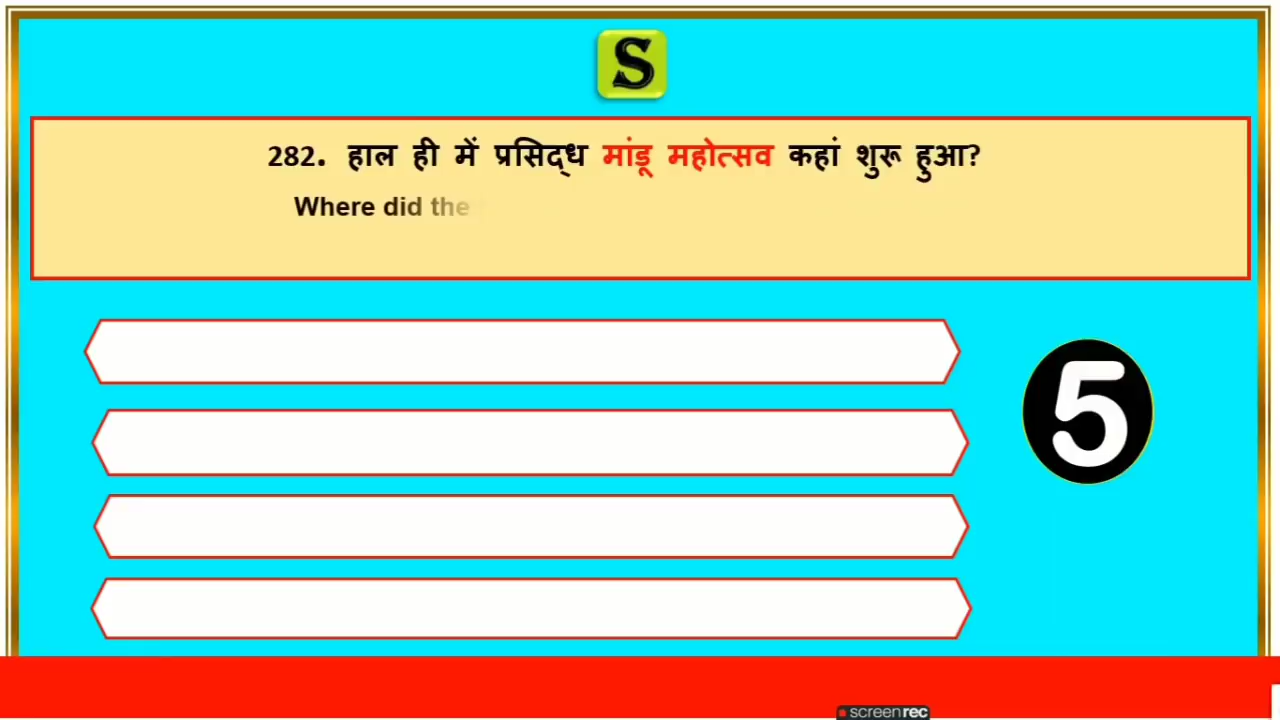 S
282. हाल ही में प्रसिद्ध मांडू महोत्सव कहां शुरू हुआ?
Where did the
5
screenrec